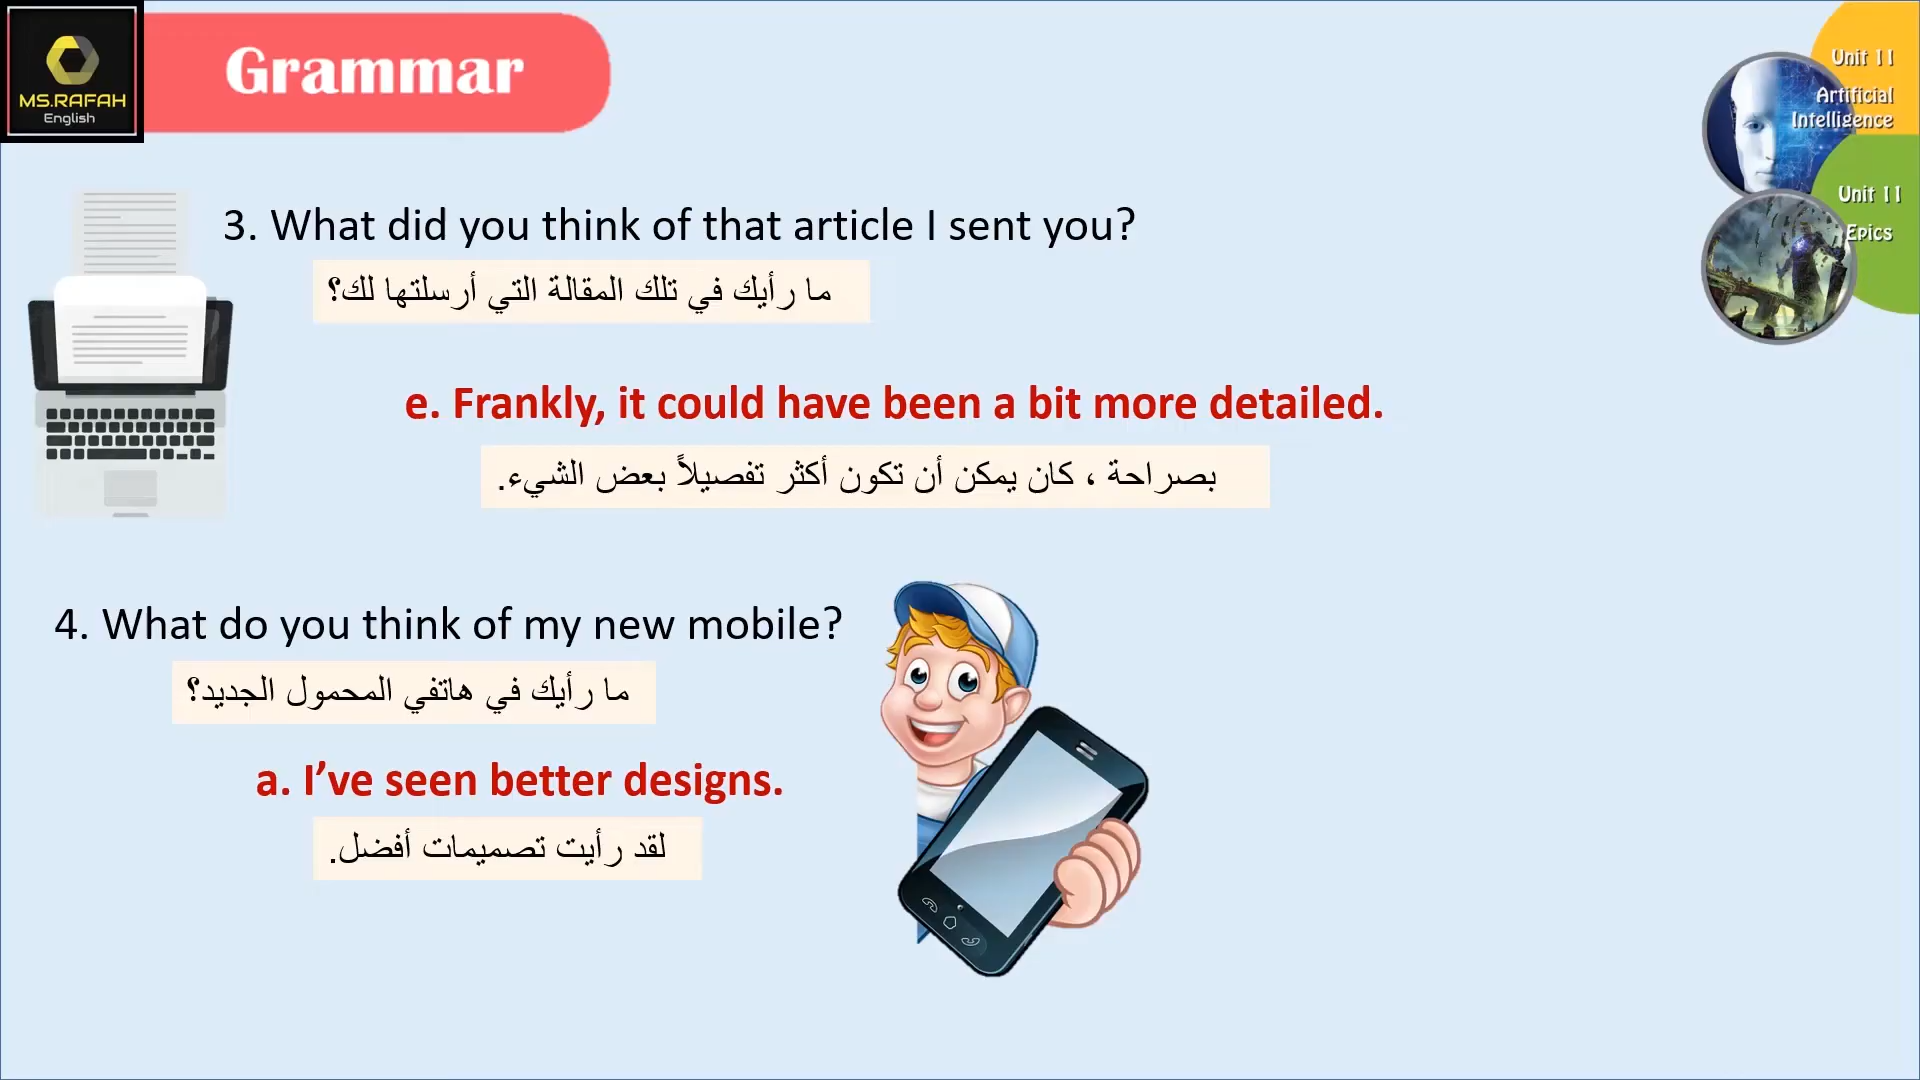 MS.RAFAH
English
Grammar
Unit 11
Artificial
Intelligence
Unit 11
Epics
3. What did you think of that article I sent you?
ما رأيك في تلك المقالة التي أرسلتها لك؟
e. Frankly, it could have been a bit more detailed.
بصراحة ، كان يمكن أن تكون أكثر تفصيلاً بعض الشيء.
4. What do you think of my new mobile?
ما رأيك في هاتفي المحمول الجديد؟
a. I’ve seen better designs.
لقد رأيت تصميمات أفضل.